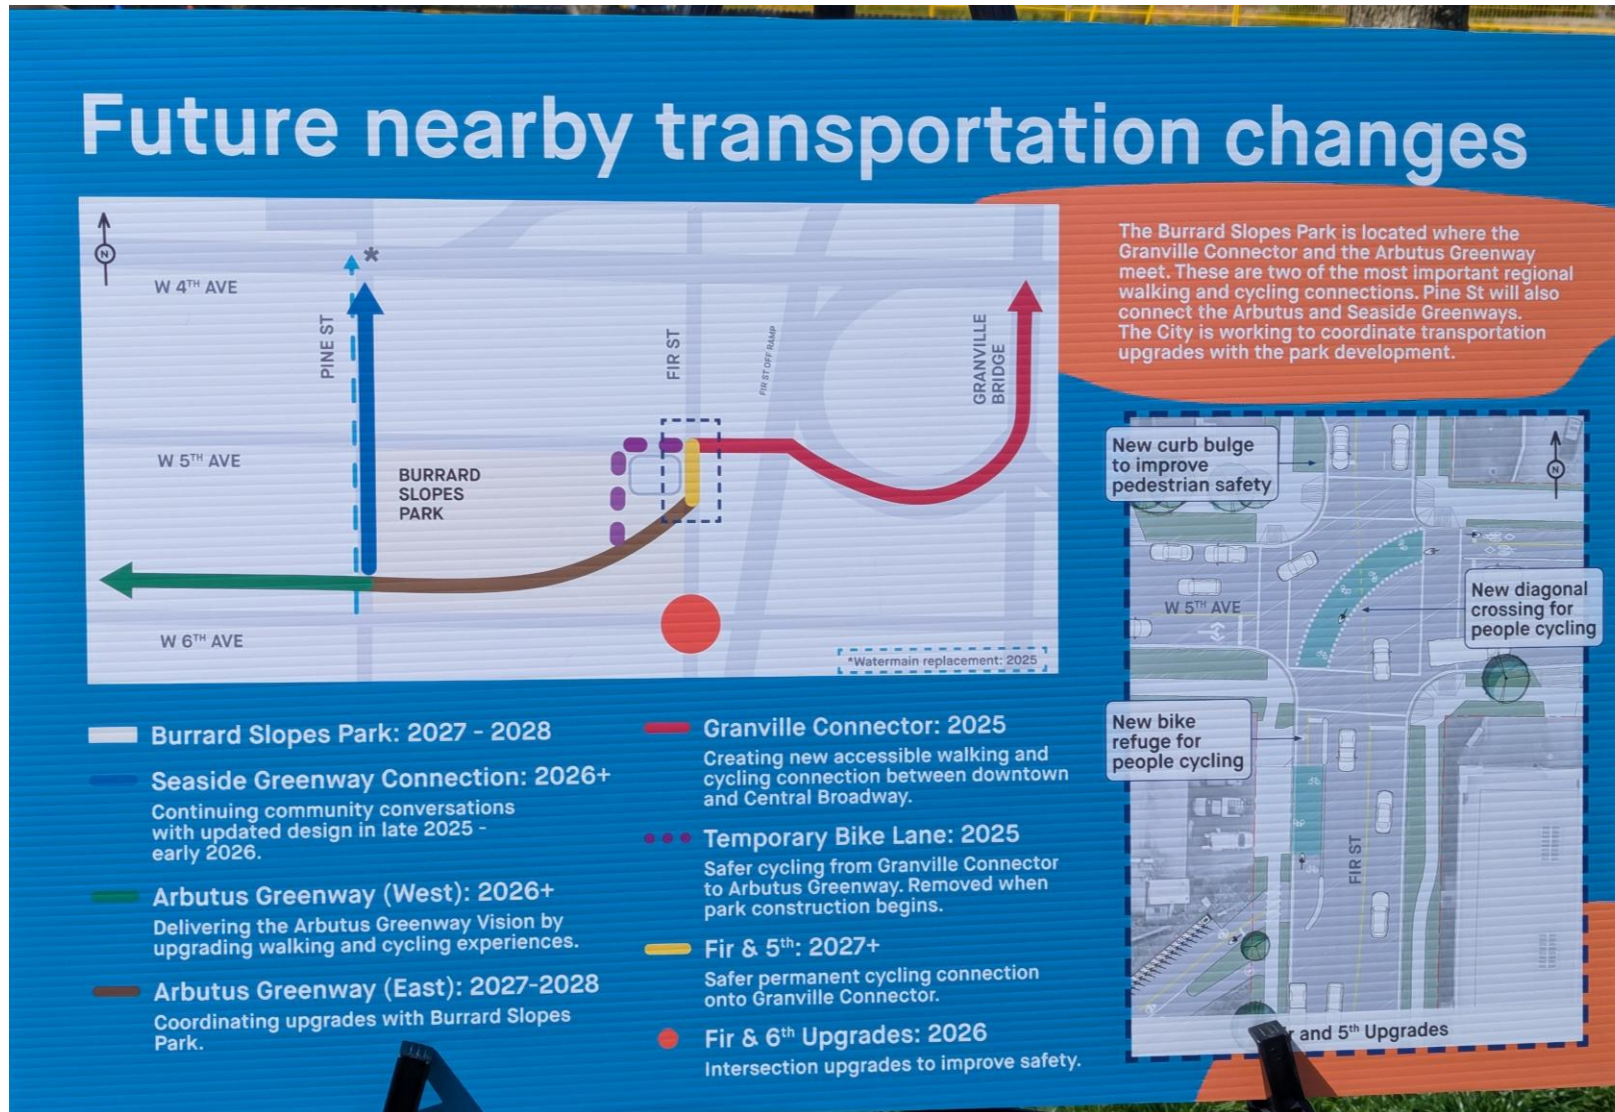 Future nearby transportation changes
N
W 4TH AVE
*
PINE ST
FIR ST
FIR ST OFF RAMP
GRANVILLE
BRIDGE
W 5TH AVE
BURRARD
SLOPES
PARK
W 6TH AVE
*Watermain replacement: 2025
The Burrard Slopes Park is located where the
Granville Connector and the Arbutus Greenway
meet. These are two of the most important regional
walking and cycling connections. Pine St will also
connect the Arbutus and Seaside Greenways.
The City is working to coordinate transportation
upgrades with the park development.
Burrard Slopes Park: 2027 - 2028
Seaside Greenway Connection: 2026+
Continuing community conversations
with updated design in late 2025 -
early 2026.
Arbutus Greenway (West): 2026+
Delivering the Arbutus Greenway Vision by
upgrading walking and cycling experiences.
Arbutus Greenway (East): 2027-2028
Coordinating upgrades with Burrard Slopes
Park.
Granville Connector: 2025
Creating new accessible walking and
cycling connection between downtown
and Central Broadway.
Temporary Bike Lane: 2025
Safer cycling from Granville Connector
to Arbutus Greenway. Removed when
park construction begins.
Fir & 5th: 2027+
Safer permanent cycling connection
onto Granville Connector.
Fir & 6th Upgrades: 2026
Intersection upgrades to improve safety.
New curb bulge
to improve
pedestrian safety
N
New diagonal
crossing for
people cycling
W 5TH AVE
New bike
refuge for
people cycling
FIR ST
and 5th Upgrades